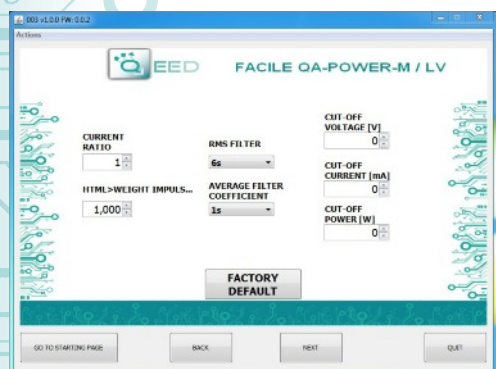 003 v1.0.0 FW: 0.0.2
Actions
QEED FACILE QA-POWER-M / LV
CURRENT
RATIO
1
HTML>WEIGHT IMPULS...
1,000
RMS FILTER
6s
AVERAGE FILTER
COEFFICIENT
1s
CUT-OFF
VOLTAGE [V]
0
CUT-OFF
CURRENT [mA]
0
CUT-OFF
POWER [W]
0
FACTORY
DEFAULT
GO TO STARTING PAGE
BACK
NEXT
QUIT